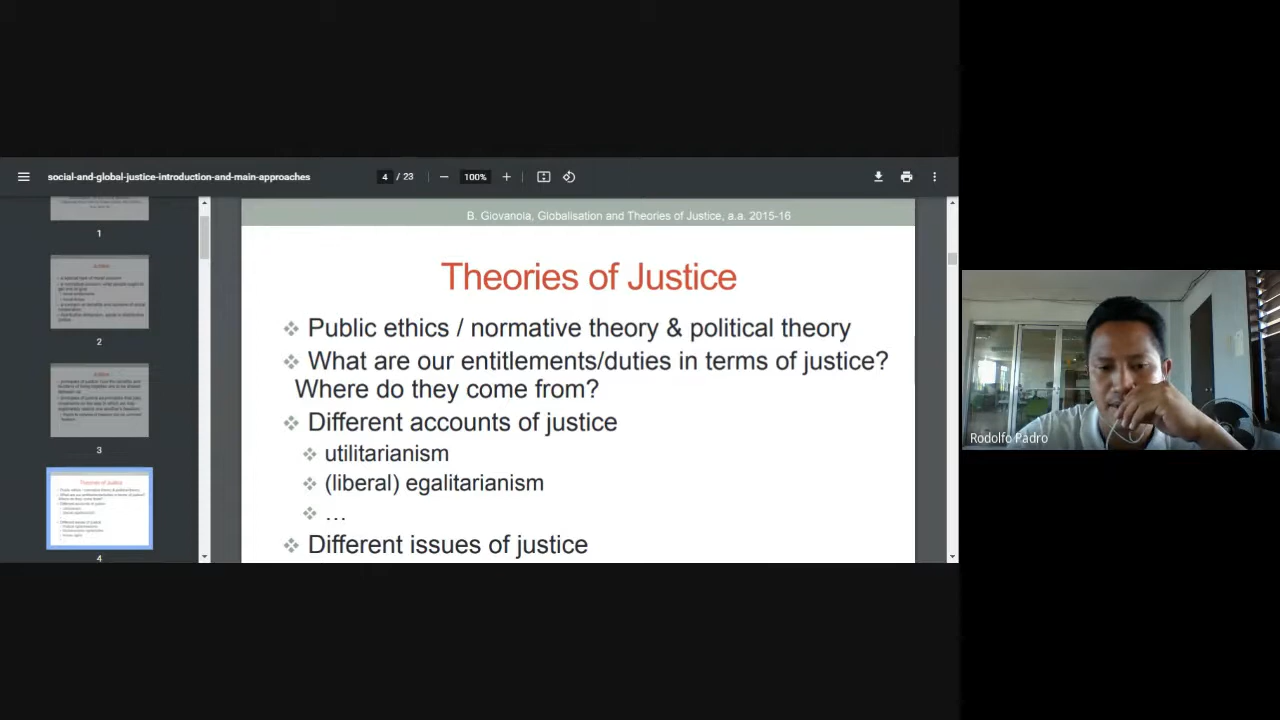 social-and-global-justice-introduction-and-main-approaches
4 / 23
100%
1
2
3
Theories of Justice
4
B. Giovanola, Globalisation and Theories of Justice, a.a. 2015-16
Theories of Justice
Public ethics / normative theory & political theory
What are our entitlements/duties in terms of justice?
Where do they come from?
Different accounts of justice
utilitarianism
(liberal) egalitarianism
…
Different issues of justice
Rodolfo Padro